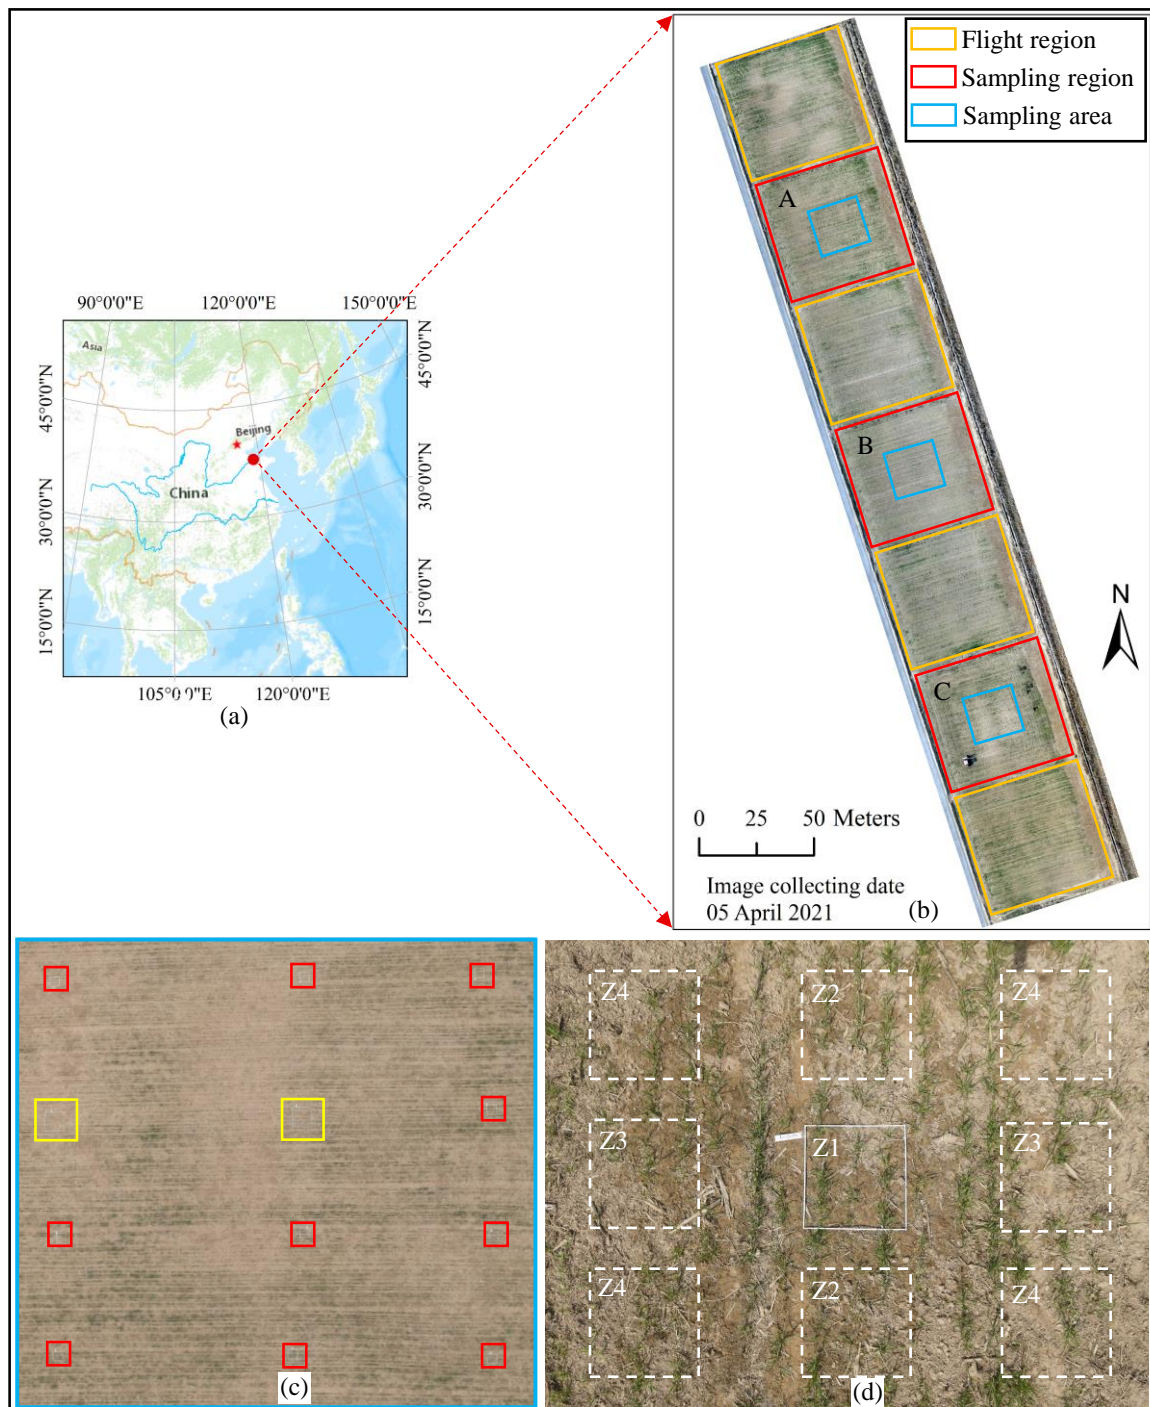 Flight region
Sampling region
Sampling area
A
B
C
N
0 25 50 Meters
Image collecting date
05 April 2021
(b)
90°0'0"E 120°0'0"E 150°0'0"E
45°0'0"N
30°0'0"N
15°0'0"N
Asia
Beijing
China
45°0'0"N
30°0'0"N
15°0'0"N
105°0'0"E 120°0'0"E
(a)
(c)
Z4 Z2 Z4
Z3 Z1 Z3
Z4 Z2 Z4
(d)